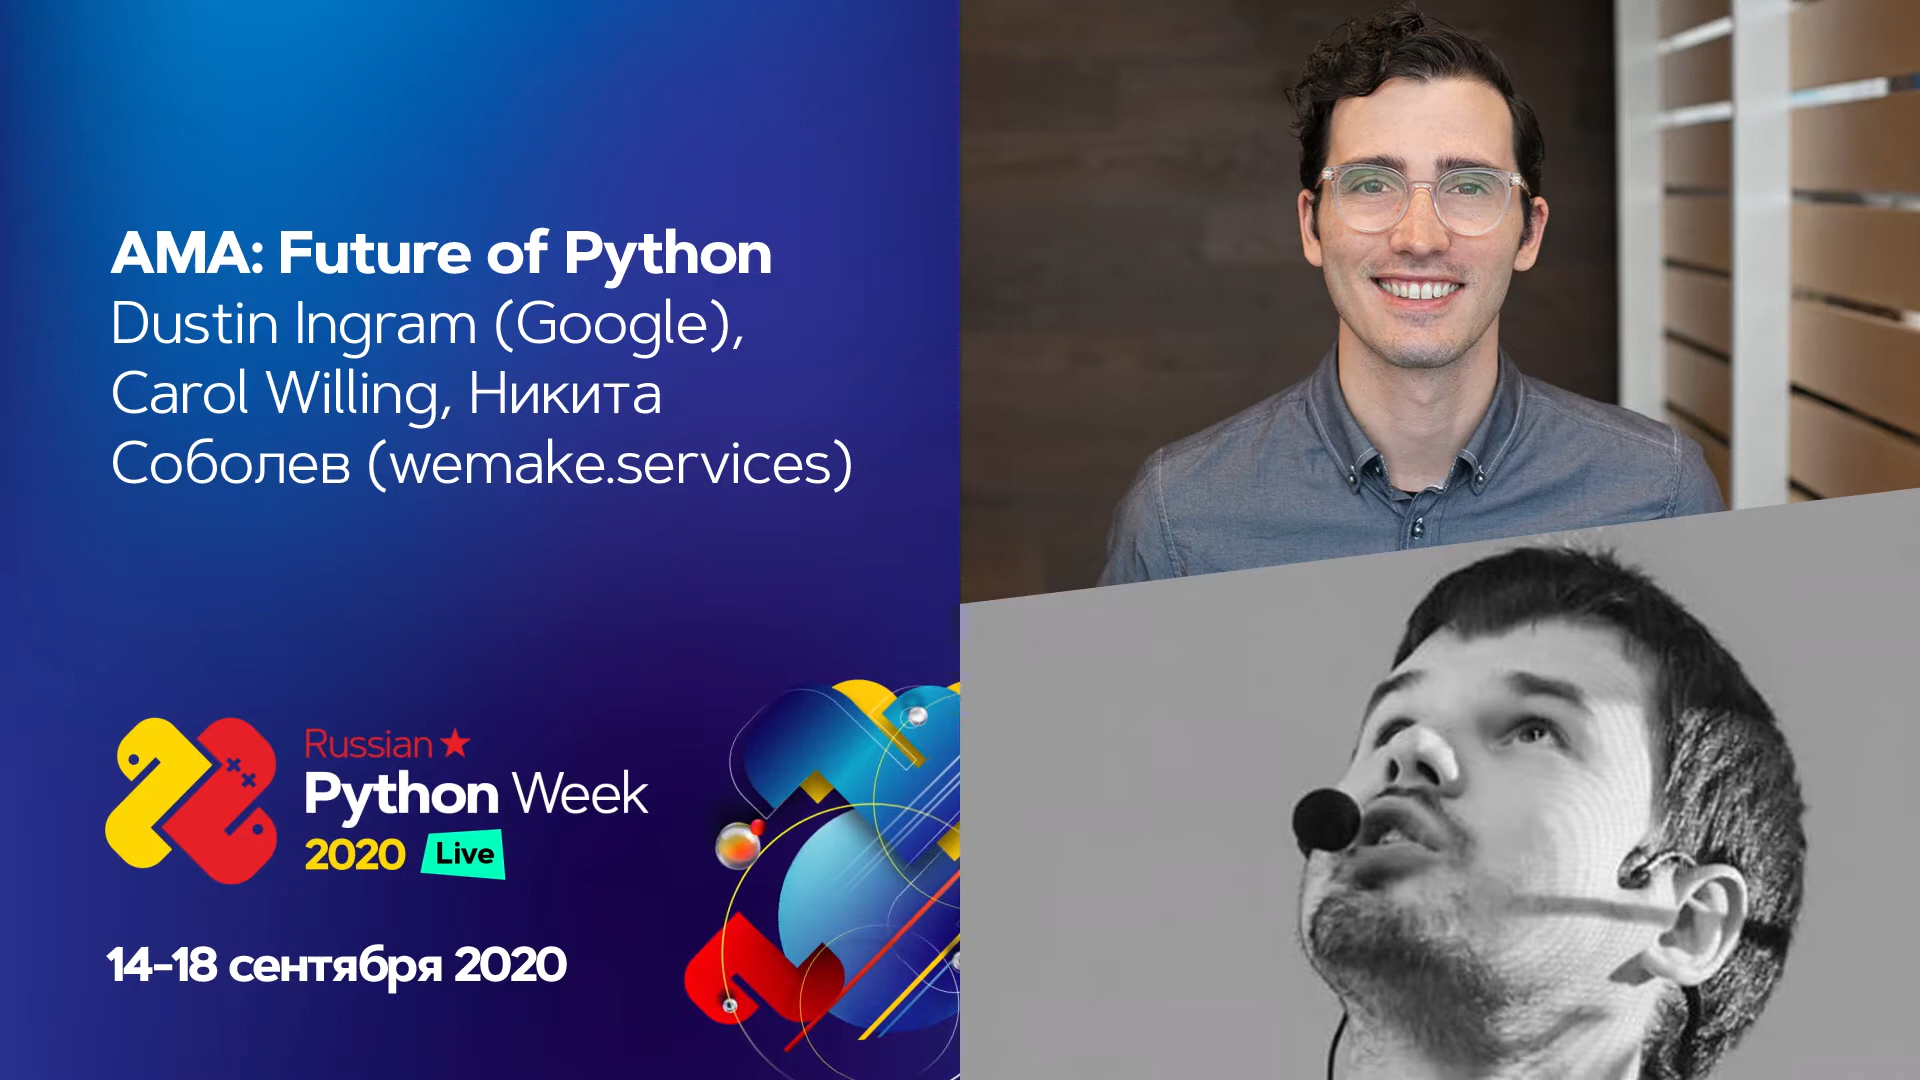 AMA: Future of Python
Dustin Ingram (Google),
Carol Willing, Никита
Соболев (wemake.services)
Russian
Python Week
2020 Live
14-18 сентября 2020